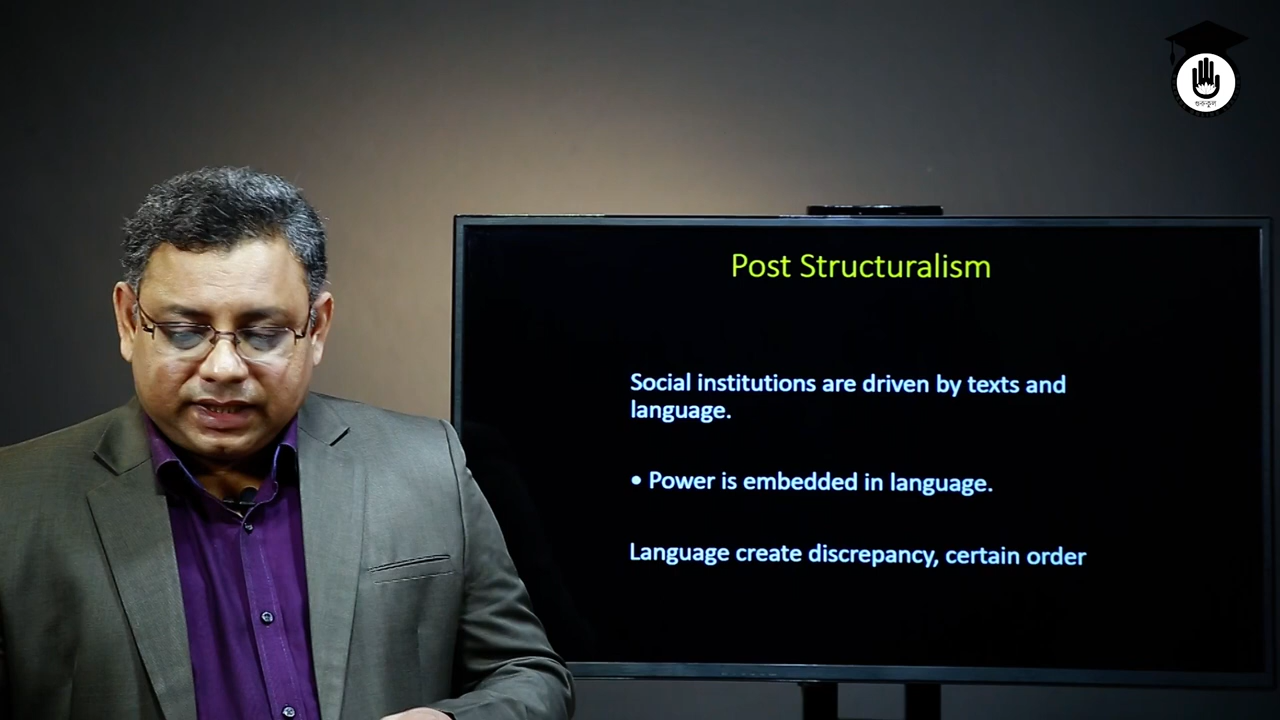 গুরুকুল
Post Structuralism
Social institutions are driven by texts and
language.
• Power is embedded in language.
Language create discrepancy, certain order